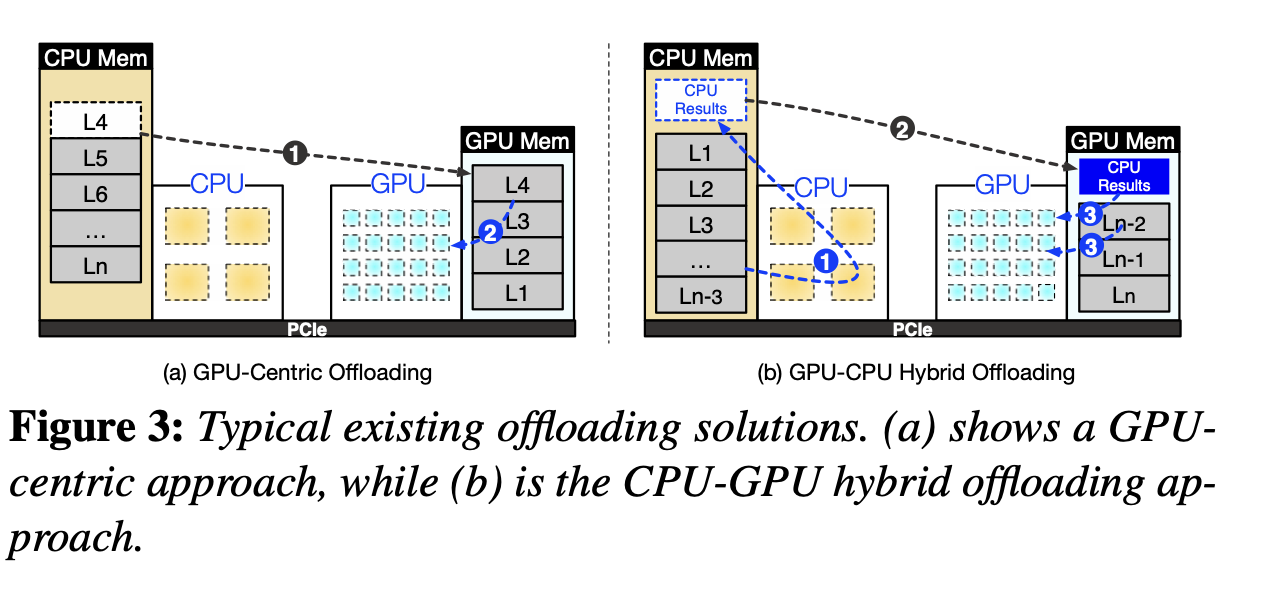 CPU Mem
L4
L5
L6
...
Ln
CPU
GPU
GPU Mem
L4
L3
L2
L1
1
2
PCIe
(a) GPU-Centric Offloading
CPU Mem
CPU
Results
L1
L2
L3
...
Ln-3
CPU
GPU
GPU Mem
CPU
Results
Ln-2
Ln-1
Ln
1
2
3
3
PCIe
(b) GPU-CPU Hybrid Offloading
Figure 3: Typical existing offloading solutions. (a) shows a GPU-
centric approach, while (b) is the CPU-GPU hybrid offloading ap-
proach.